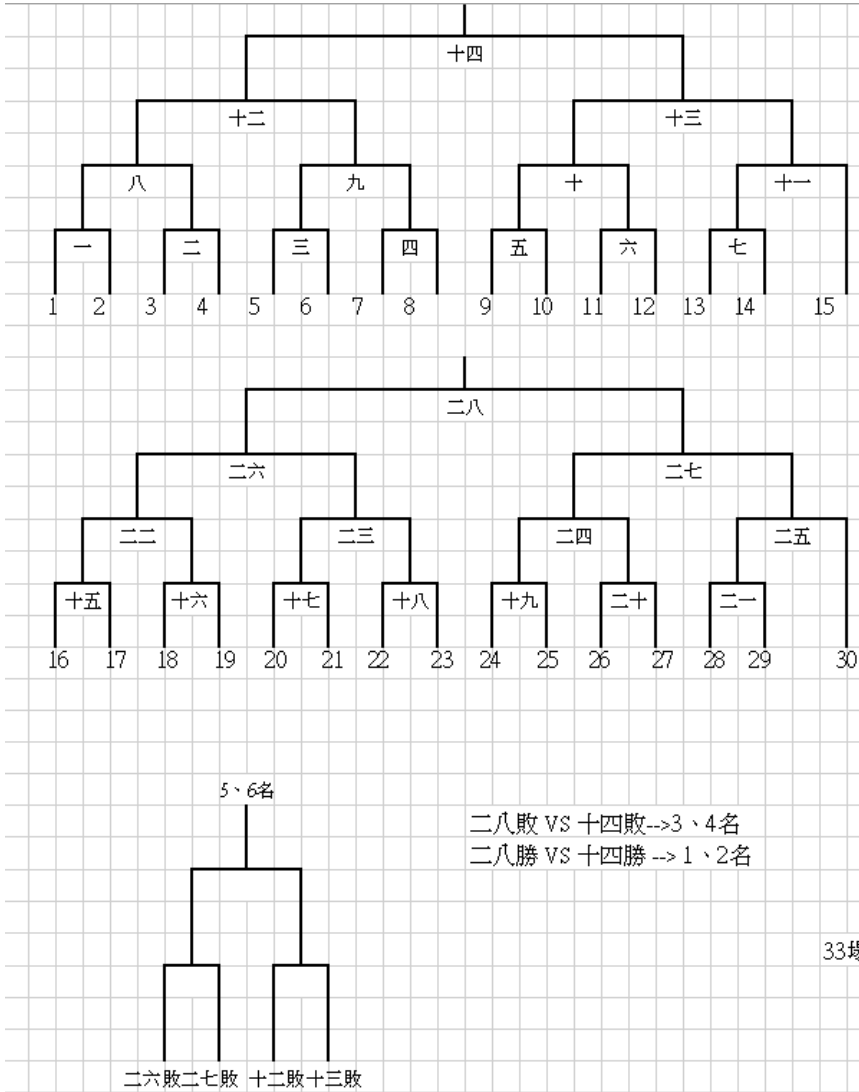 十四
十二 十三
八 九 十 十一
一 二 三 四 五 六 七
1 2 3 4 5 6 7 8 9 10 11 12 13 14 15
二八
二六 二七
二二 二三 二四 二五
十五 十六 十七 十八 十九 二十 二一
16 17 18 19 20 21 22 23 24 25 26 27 28 29 30
5、6名
二八敗 VS 十四敗-->3、4名
二八勝 VS 十四勝 --> 1、2名
33場
二六敗 二七敗 十二敗 十三敗